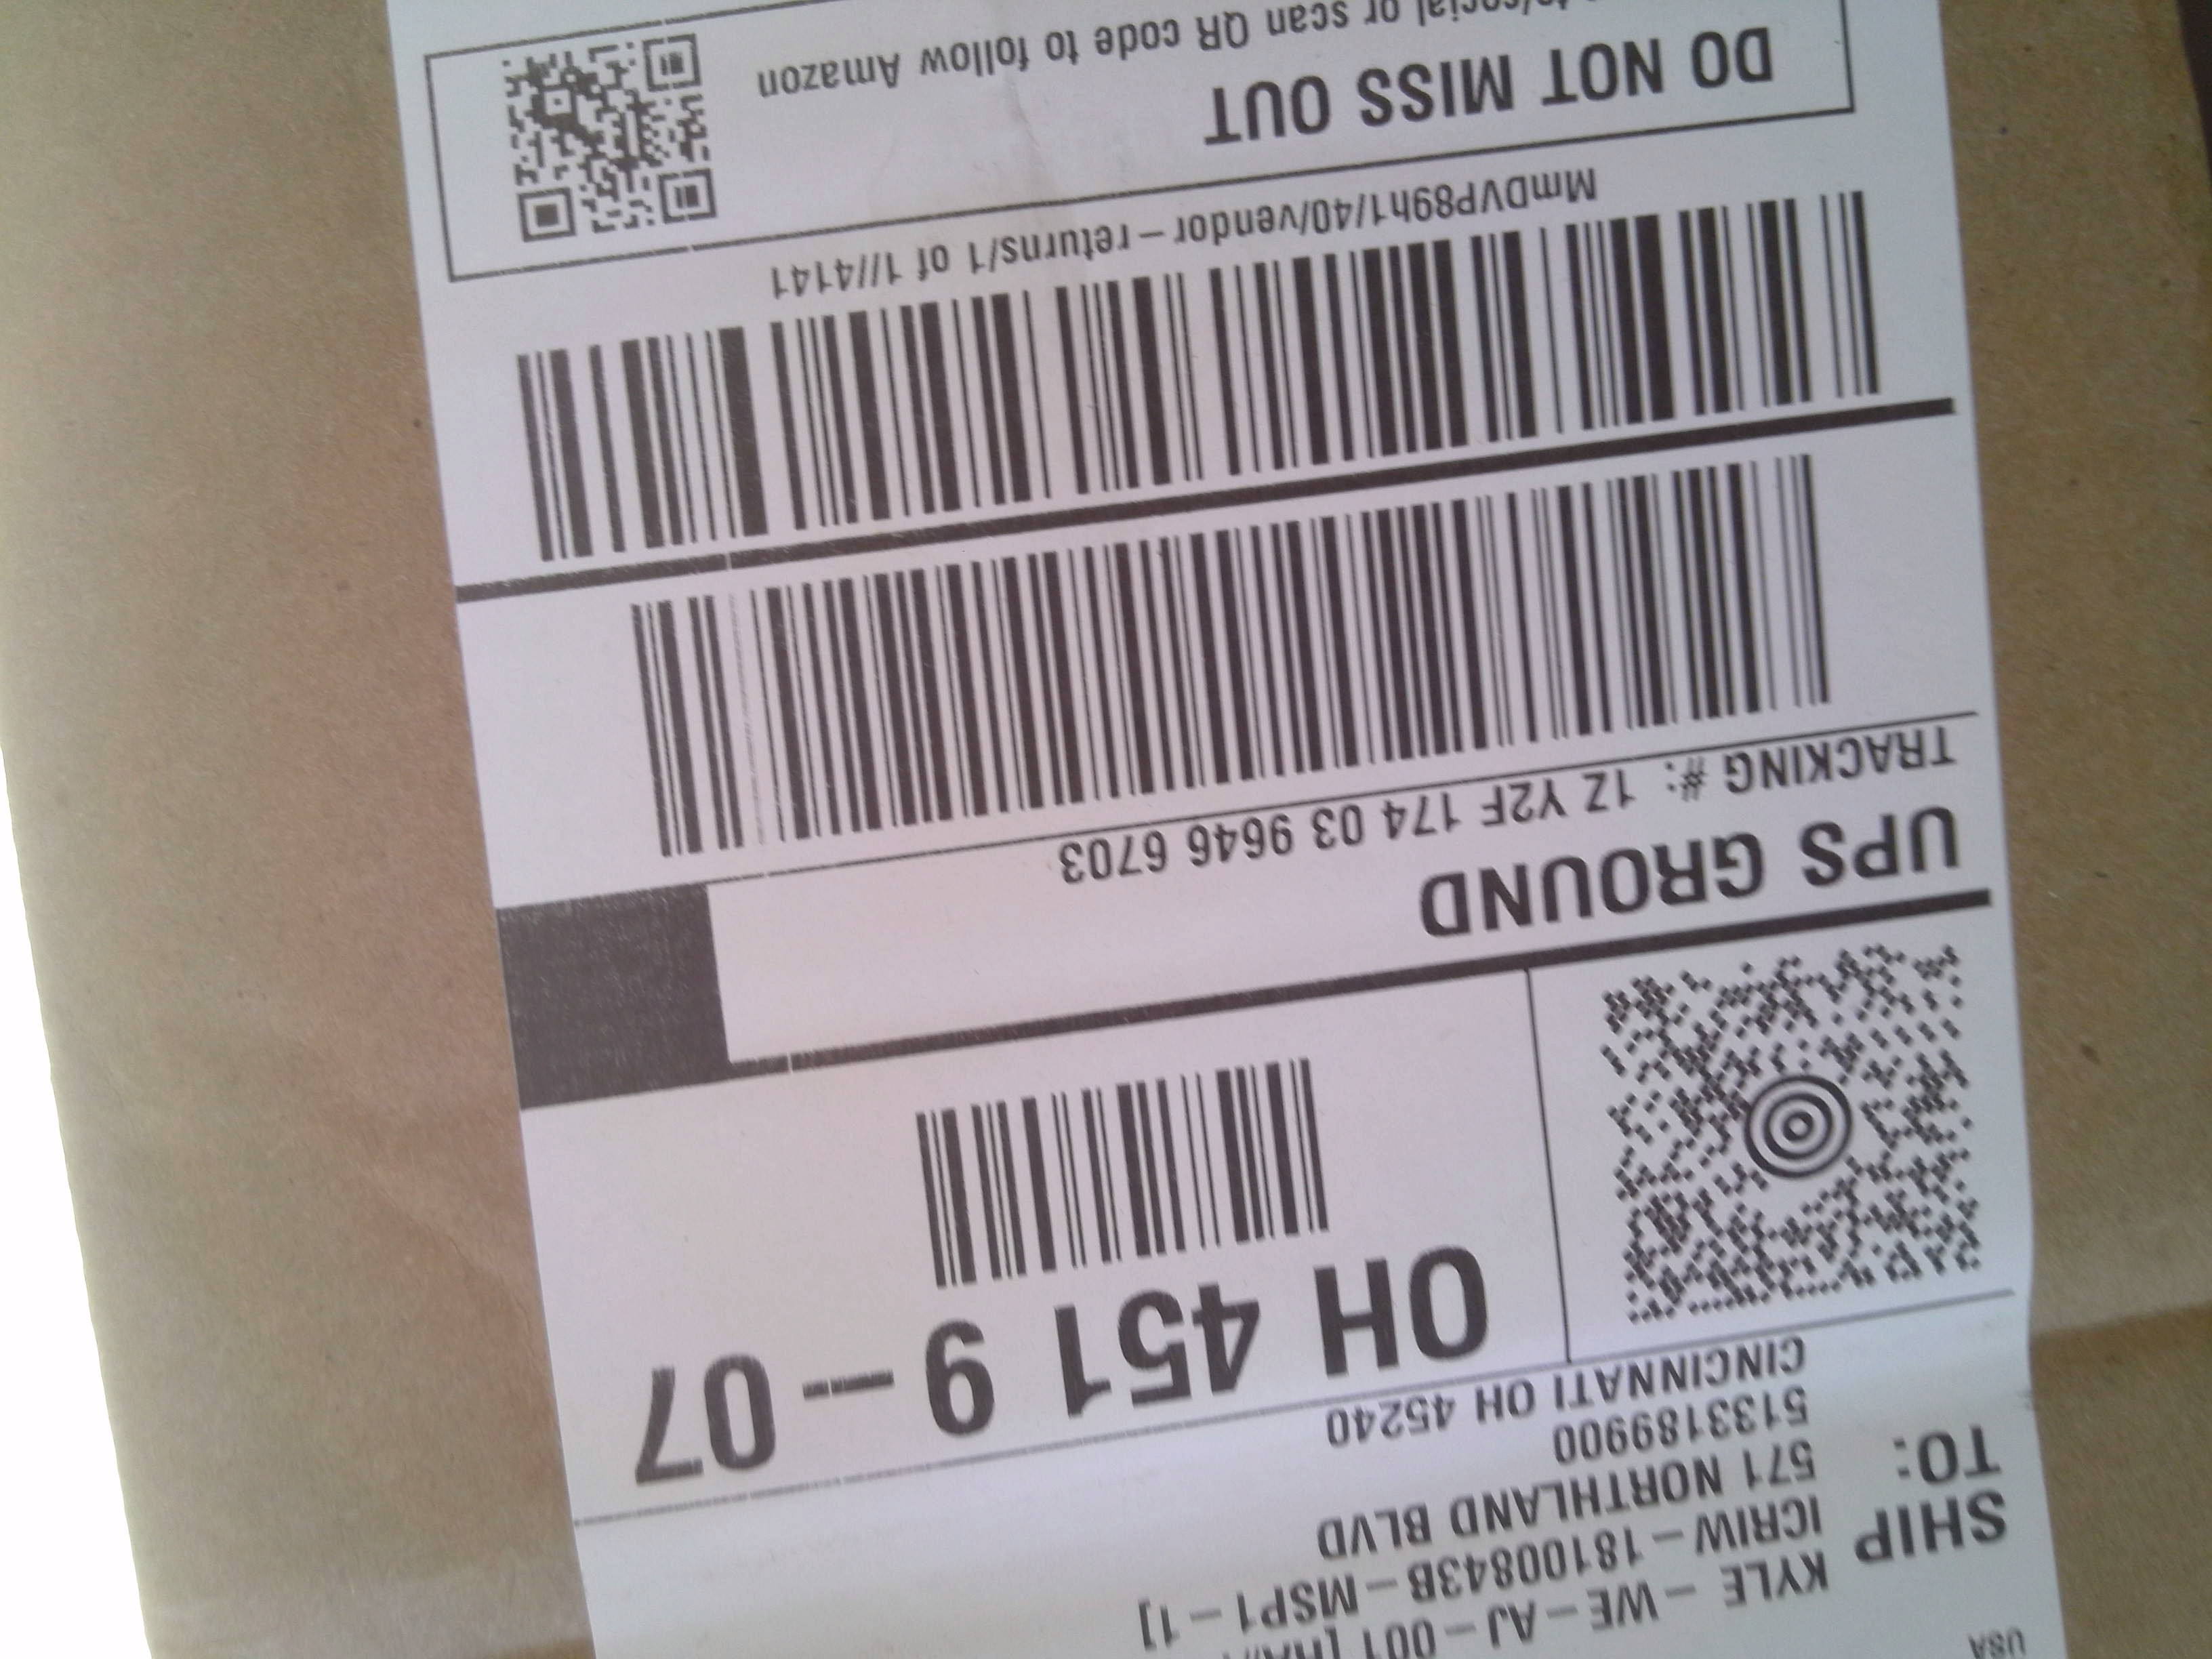 USA
SHIP
TO:
KYLE - WE - AJ - 001
ICRIW - 18100843B - MSP1 - 1]
571 NORTHLAND BLVD
5133189900
CINCINNATI OH 45240
OH 451 9 - 07
UPS GROUND
TRACKING #: 1Z Y2F 174 03 9646 6703
MmDVP89h1/40/vendor - returns/1 of 1//4141
DO NOT MISS OUT
or scan QR code to follow Amazon